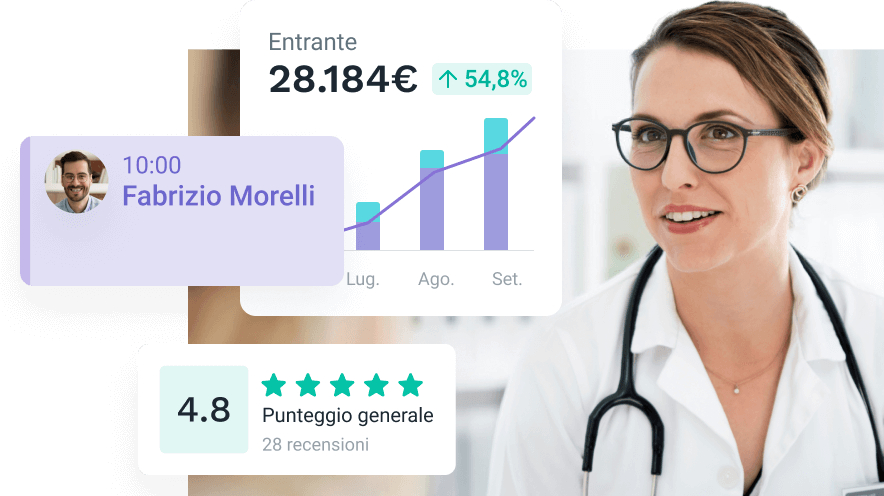 Entrante
28.184€ ↑ 54,8%
10:00
Fabrizio Morelli
Lug. Ago. Set.
4.8
Punteggio generale
28 recensioni